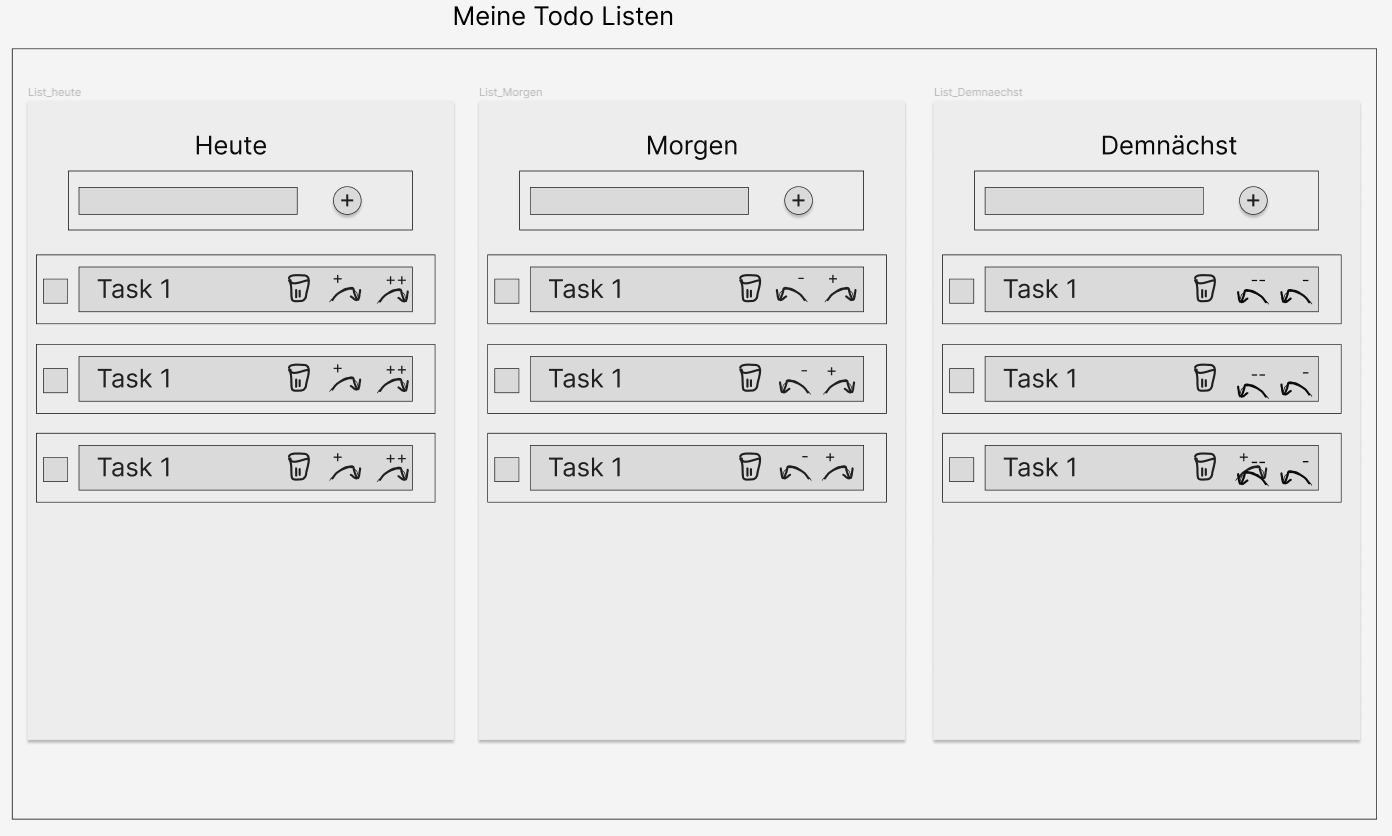 Meine Todo Listen
List_heute
List_Morgen
List_Demnaechst
Heute
Morgen
Demnächst
+
+
+
Task 1 + ++
Task 1 - +
Task 1 -- -
Task 1 + ++
Task 1 - +
Task 1 -- -
Task 1 + ++
Task 1 - +
Task 1 + -- -